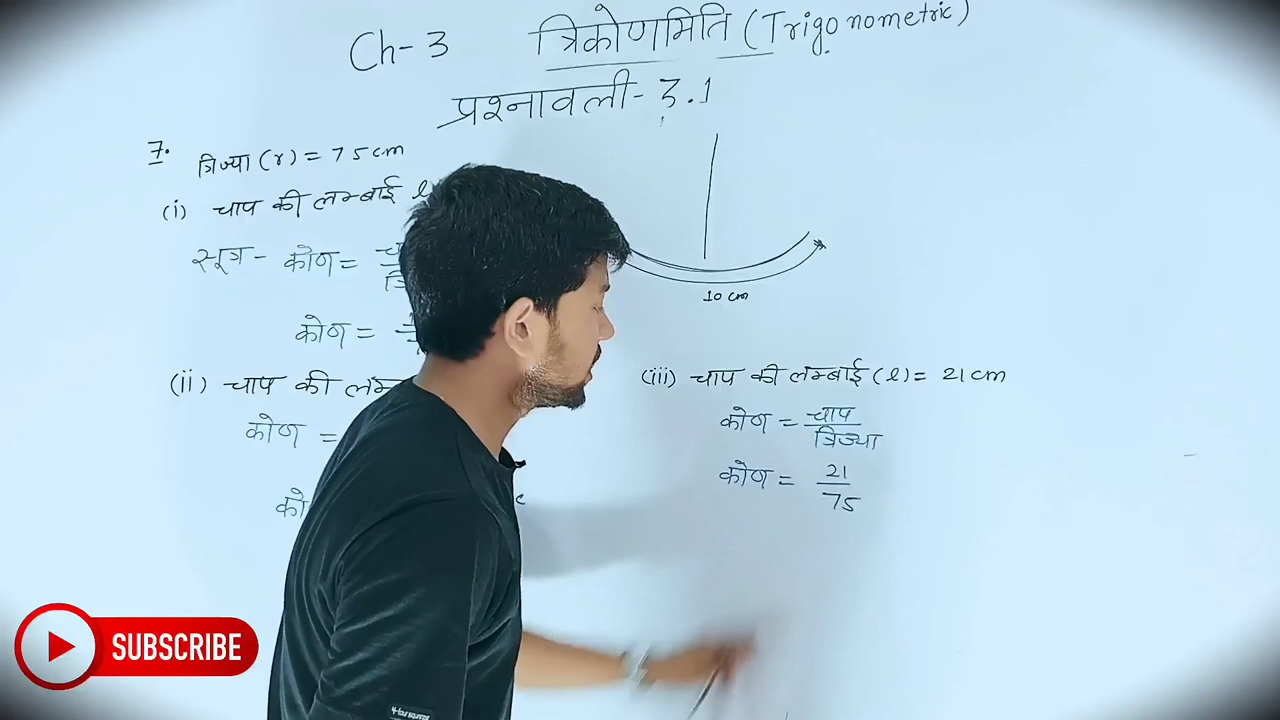 Ch-3 त्रिकोणमिति (Trigonometric)
प्रश्नावली- 3.1
7. त्रिज्या (r) = 75 cm
(i) चाप की लम्बाई
सूत्र- कोण =
कोण =
10 cm
(ii) चाप की
कोण =
(iii) चाप की लम्बाई (l) = 21 cm
कोण = चाप
त्रिज्या
कोण = 21
75
SUBSCRIBE